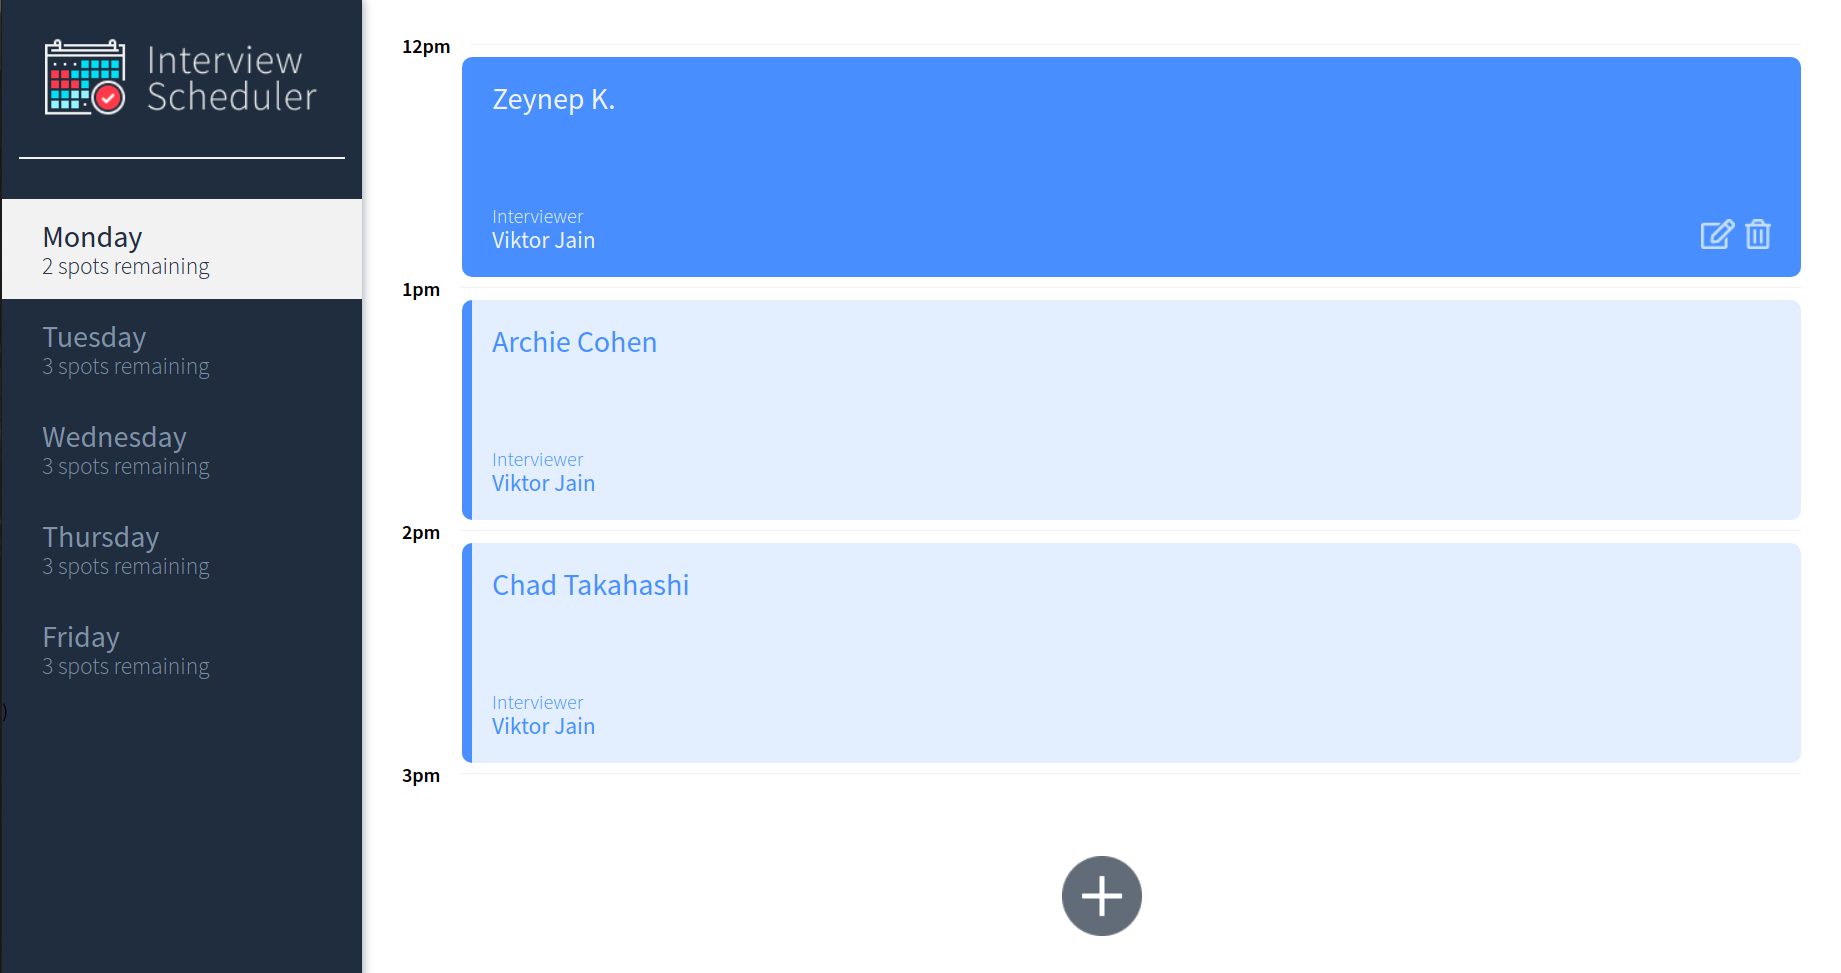 Interview
Scheduler
Monday
2 spots remaining
Tuesday
3 spots remaining
Wednesday
3 spots remaining
Thursday
3 spots remaining
Friday
3 spots remaining
)
12pm
Zeynep K.
Interviewer
Viktor Jain
1pm
Archie Cohen
Interviewer
Viktor Jain
2pm
Chad Takahashi
Interviewer
Viktor Jain
3pm